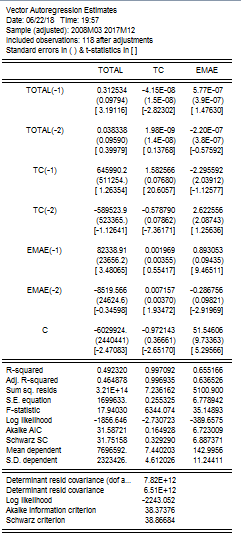 Vector Autoregression Estimates
Date: 06/22/18 Time: 19:57
Sample (adjusted): 2008M03 2017M12
Included observations: 118 after adjustments
Standard errors in ( ) & t-statistics in [ ]
TOTAL TC EMAE
TOTAL(-1) 0.312534 -4.15E-08 5.77E-07
(0.09794) (1.5E-08) (3.9E-07)
[ 3.19116] [-2.82302] [ 1.47630]
TOTAL(-2) 0.038338 1.98E-09 -2.20E-07
(0.09590) (1.4E-08) (3.8E-07)
[ 0.39979] [ 0.13768] [-0.57592]
TC(-1) 645990.2 1.582566 -2.295592
(511254.) (0.07680) (2.03912)
[ 1.26354] [ 20.6057] [-1.12577]
TC(-2) -589523.9 -0.578790 2.622556
(523365.) (0.07862) (2.08743)
[-1.12641] [-7.36171] [ 1.25636]
EMAE(-1) 82338.91 0.001969 0.893053
(23656.2) (0.00355) (0.09435)
[ 3.48065] [ 0.55417] [ 9.46511]
EMAE(-2) -8519.566 0.007157 -0.286756
(24624.6) (0.00370) (0.09821)
[-0.34598] [ 1.93472] [-2.91969]
C -6029924. -0.972143 51.54606
(2440441) (0.36661) (9.73363)
[-2.47083] [-2.65170] [ 5.29566]
R-squared 0.492320 0.997092 0.655166
Adj. R-squared 0.464878 0.996935 0.636526
Sum sq. resids 3.21E+14 7.236162 5100.900
S.E. equation 1699633. 0.255325 6.778942
F-statistic 17.94030 6344.074 35.14893
Log likelihood -1856.646 -2.730723 -389.6575
Akaike AIC 31.58721 0.164928 6.723009
Schwarz SC 31.75158 0.329290 6.887371
Mean dependent 7696592. 7.440203 142.9956
S.D. dependent 2323426. 4.612026 11.24411
Determinant resid covariance (dof a... 7.82E+12
Determinant resid covariance 6.51E+12
Log likelihood -2243.052
Akaike information criterion 38.37376
Schwarz criterion 38.86684